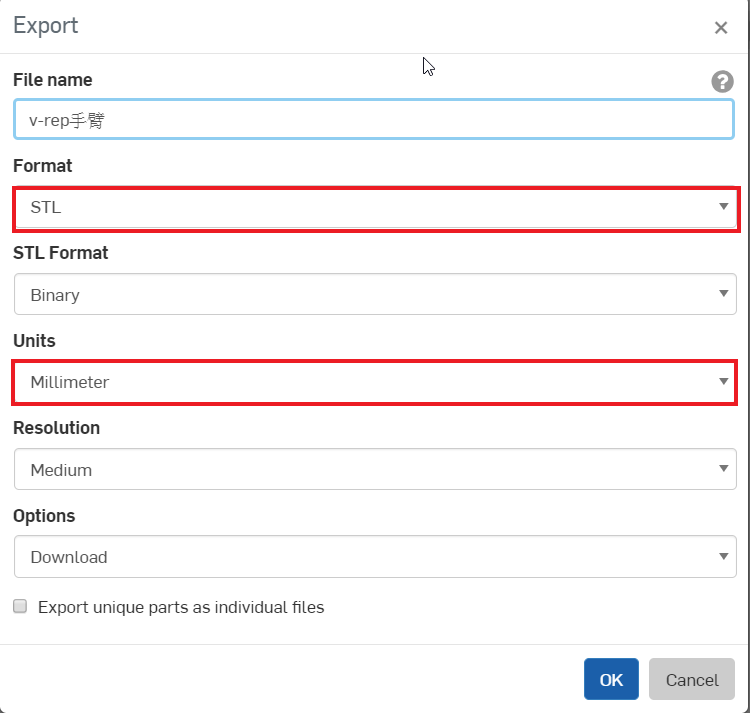 Export
File name
v-rep手臂
Format
STL
STL Format
Binary
Units
Millimeter
Resolution
Medium
Options
Download
Export unique parts as individual files
OK Cancel